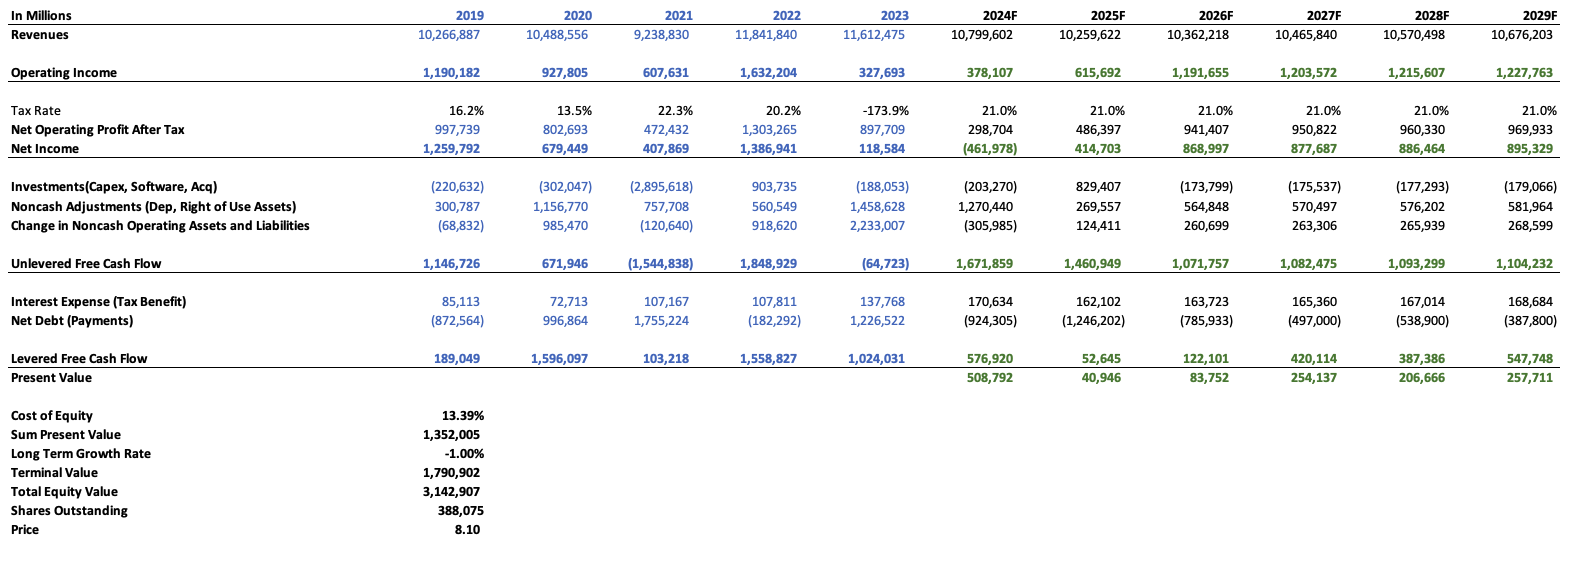 In Millions 2019 2020 2021 2022 2023 2024F 2025F 2026F 2027F 2028F 2029F
Revenues 10,266,887 10,488,556 9,238,830 11,841,840 11,612,475 10,799,602 10,259,622 10,362,218 10,465,840 10,570,498 10,676,203
Operating Income 1,190,182 927,805 607,631 1,632,204 327,693 378,107 615,692 1,191,655 1,203,572 1,215,607 1,227,763
Tax Rate 16.2% 13.5% 22.3% 20.2% -173.9% 21.0% 21.0% 21.0% 21.0% 21.0% 21.0%
Net Operating Profit After Tax 997,739 802,693 472,432 1,303,265 897,709 298,704 486,397 941,407 950,822 960,330 969,933
Net Income 1,259,792 679,449 407,869 1,386,941 118,584 (461,978) 414,703 868,997 877,687 886,464 895,329
Investments(Capex, Software, Acq) (220,632) (302,047) (2,895,618) 903,735 (188,053) (203,270) 829,407 (173,799) (175,537) (177,293) (179,066)
Noncash Adjustments (Dep, Right of Use Assets) 300,787 1,156,770 757,708 560,549 1,458,628 1,270,440 269,557 564,848 570,497 576,202 581,964
Change in Noncash Operating Assets and Liabilities (68,832) 985,470 (120,640) 918,620 2,233,007 (305,985) 124,411 260,699 263,306 265,939 268,599
Unlevered Free Cash Flow 1,146,726 671,946 (1,544,838) 1,848,929 (64,723) 1,671,859 1,460,949 1,071,757 1,082,475 1,093,299 1,104,232
Interest Expense (Tax Benefit) 85,113 72,713 107,167 107,811 137,768 170,634 162,102 163,723 165,360 167,014 168,684
Net Debt (Payments) (872,564) 996,864 1,755,224 (182,292) 1,226,522 (924,305) (1,246,202) (785,933) (497,000) (538,900) (387,800)
Levered Free Cash Flow 189,049 1,596,097 103,218 1,558,827 1,024,031 576,920 52,645 122,101 420,114 387,386 547,748
Present Value 508,792 40,946 83,752 254,137 206,666 257,711
Cost of Equity 13.39%
Sum Present Value 1,352,005
Long Term Growth Rate -1.00%
Terminal Value 1,790,902
Total Equity Value 3,142,907
Shares Outstanding 388,075
Price 8.10